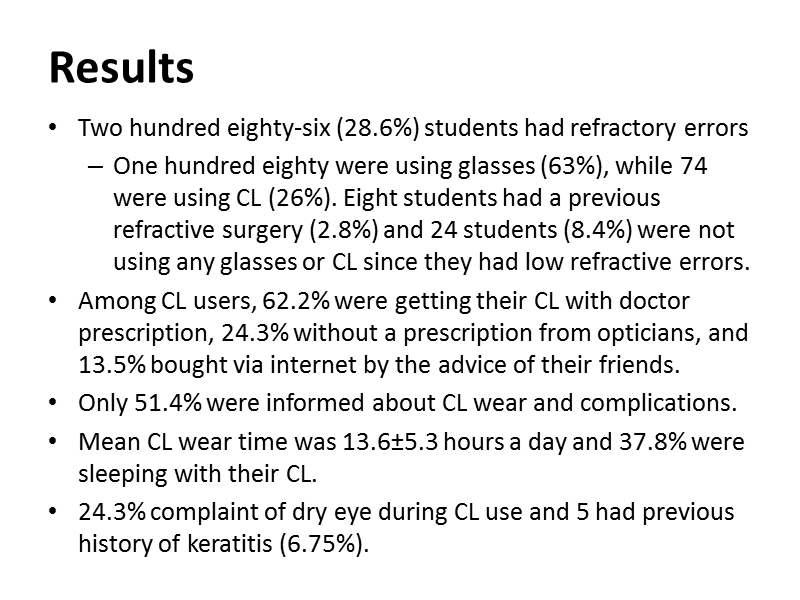 Results
• Two hundred eighty-six (28.6%) students had refractory errors
– One hundred eighty were using glasses (63%), while 74
were using CL (26%). Eight students had a previous
refractive surgery (2.8%) and 24 students (8.4%) were not
using any glasses or CL since they had low refractive errors.
• Among CL users, 62.2% were getting their CL with doctor
prescription, 24.3% without a prescription from opticians, and
13.5% bought via internet by the advice of their friends.
• Only 51.4% were informed about CL wear and complications.
• Mean CL wear time was 13.6±5.3 hours a day and 37.8% were
sleeping with their CL.
• 24.3% complaint of dry eye during CL use and 5 had previous
history of keratitis (6.75%).